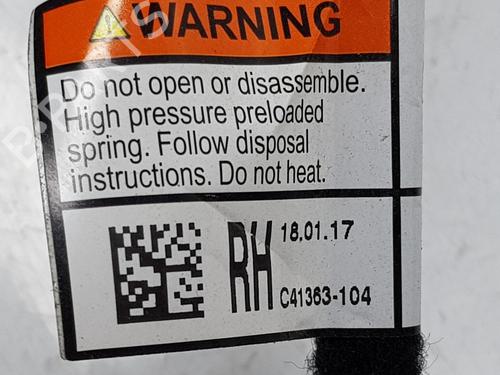 WARNING
Do not open or disassemble.
High pressure preloaded
spring. Follow disposal
instructions. Do not heat.
RH
18.01.17
C41363-104